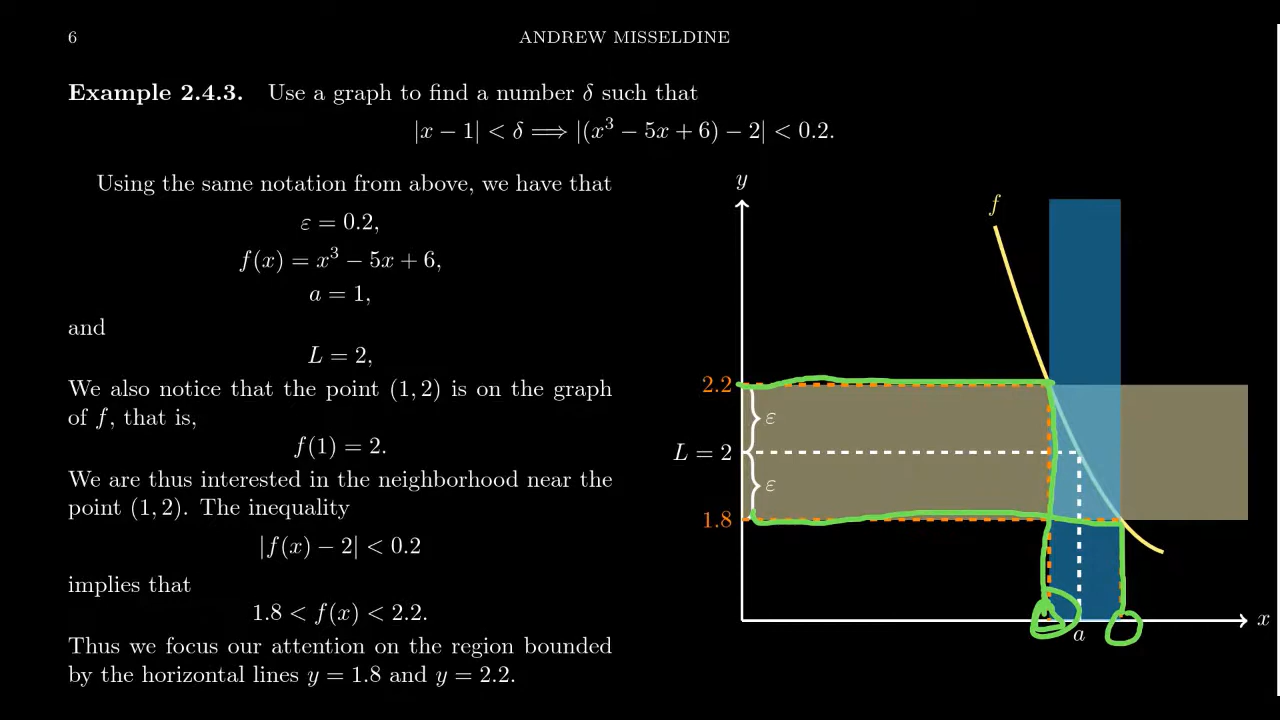 6
ANDREW MISSELDINE
Example 2.4.3. Use a graph to find a number δ such that
|x − 1| < δ ⟹ |(x³ − 5x + 6) − 2| < 0.2.
Using the same notation from above, we have that
ε = 0.2,
f(x) = x³ − 5x + 6,
a = 1,
and
L = 2,
We also notice that the point (1, 2) is on the graph
of f, that is,
f(1) = 2.
We are thus interested in the neighborhood near the
point (1, 2). The inequality
|f(x) − 2| < 0.2
implies that
1.8 < f(x) < 2.2.
Thus we focus our attention on the region bounded
by the horizontal lines y = 1.8 and y = 2.2.
y
f
2.2
ε
L = 2
ε
1.8
a
x